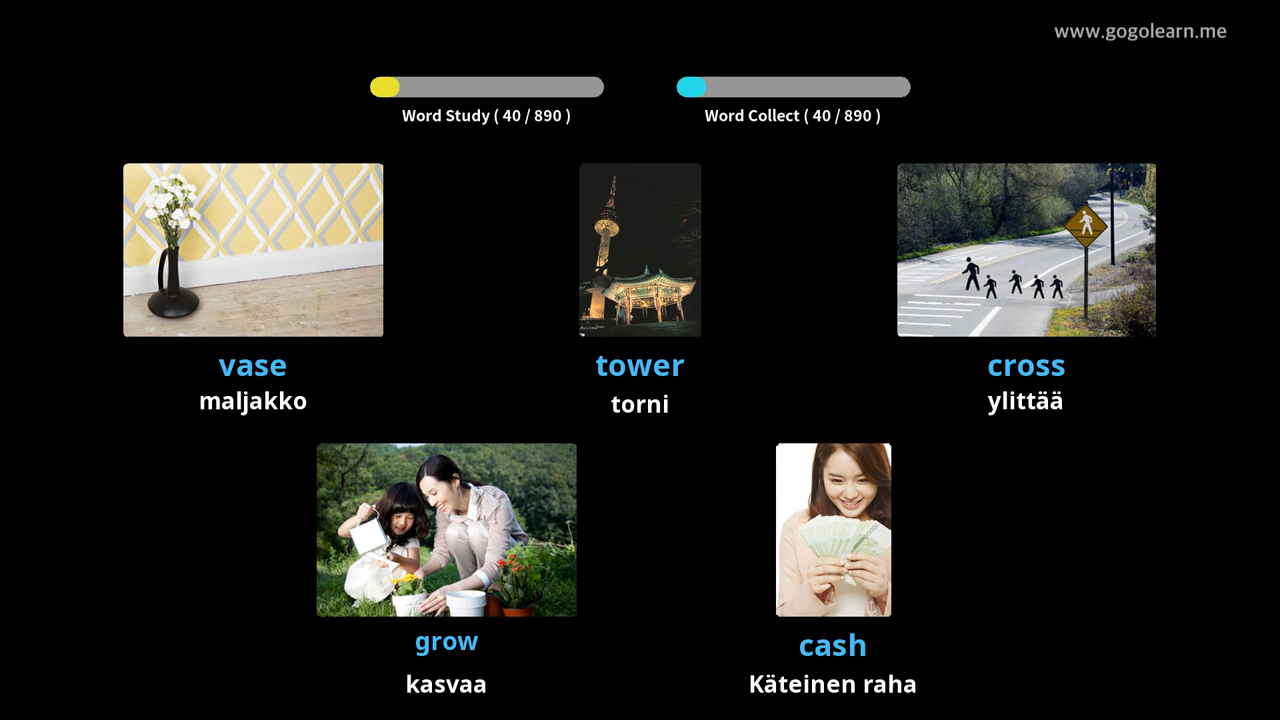 www.gogolearn.me
Word Study ( 40 / 890 )
Word Collect ( 40 / 890 )
vase
maljakko
tower
torni
cross
ylittää
grow
kasvaa
cash
Käteinen raha